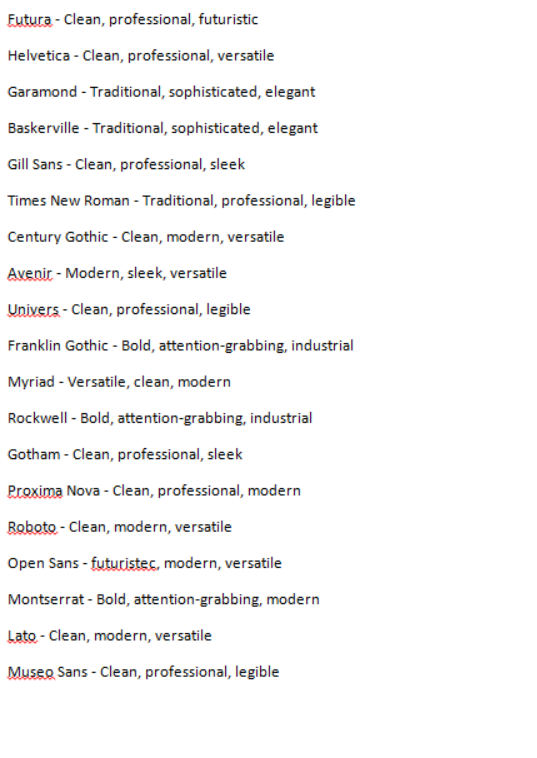 Futura - Clean, professional, futuristic
Helvetica - Clean, professional, versatile
Garamond - Traditional, sophisticated, elegant
Baskerville - Traditional, sophisticated, elegant
Gill Sans - Clean, professional, sleek
Times New Roman - Traditional, professional, legible
Century Gothic - Clean, modern, versatile
Avenir - Modern, sleek, versatile
Univers - Clean, professional, legible
Franklin Gothic - Bold, attention-grabbing, industrial
Myriad - Versatile, clean, modern
Rockwell - Bold, attention-grabbing, industrial
Gotham - Clean, professional, sleek
Proxima Nova - Clean, professional, modern
Roboto - Clean, modern, versatile
Open Sans - futuristec, modern, versatile
Montserrat - Bold, attention-grabbing, modern
Lato - Clean, modern, versatile
Museo Sans - Clean, professional, legible